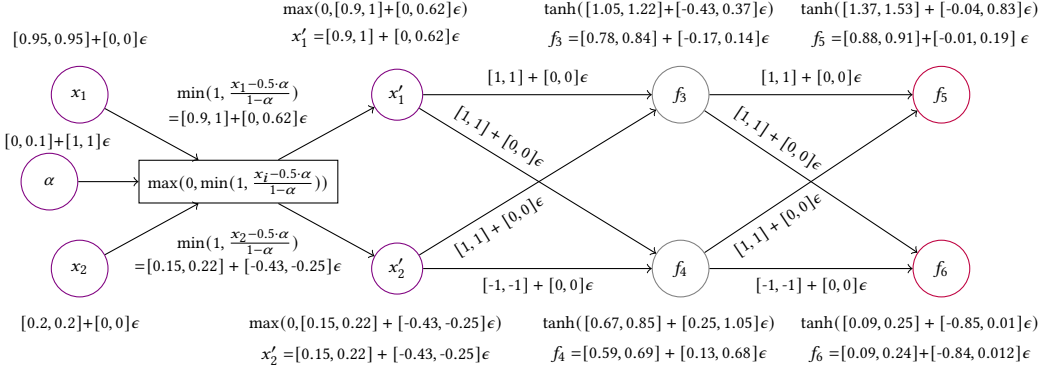 max(0,[0.9, 1]+[0, 0.62]ϵ)
x′₁ =[0.9, 1] + [0, 0.62]ϵ
tanh([1.05, 1.22]+[-0.43, 0.37]ϵ)
f₃ =[0.78, 0.84] + [-0.17, 0.14]ϵ
tanh([1.37, 1.53] + [-0.04, 0.83]ϵ)
f₅ =[0.88, 0.91]+[-0.01, 0.19] ϵ
[0.95, 0.95]+[0, 0]ϵ
x₁
min(1, (x₁−0.5·α)/(1−α))
=[0.9, 1]+[0, 0.62]ϵ
x′₁
[1, 1] + [0, 0]ϵ
f₃
[1, 1] + [0, 0]ϵ
f₅
[0, 0.1]+[1, 1]ϵ
[1, 1] + [0, 0]ϵ
[1, 1] + [0, 0]ϵ
α
max(0, min(1, (xᵢ−0.5·α)/(1−α)))
[1, 1] + [0, 0]ϵ
[1, 1] + [0, 0]ϵ
x₂
min(1, (x₂−0.5·α)/(1−α))
=[0.15, 0.22] + [-0.43, -0.25]ϵ
x′₂
[-1, -1] + [0, 0]ϵ
f₄
[-1, -1] + [0, 0]ϵ
f₆
[0.2, 0.2]+[0, 0]ϵ
max(0,[0.15, 0.22] + [-0.43, -0.25]ϵ)
x′₂ =[0.15, 0.22] + [-0.43, -0.25]ϵ
tanh([0.67, 0.85] + [0.25, 1.05]ϵ)
f₄ =[0.59, 0.69] + [0.13, 0.68]ϵ
tanh([0.09, 0.25] + [-0.85, 0.01]ϵ)
f₆ =[0.09, 0.24]+[-0.84, 0.012]ϵ